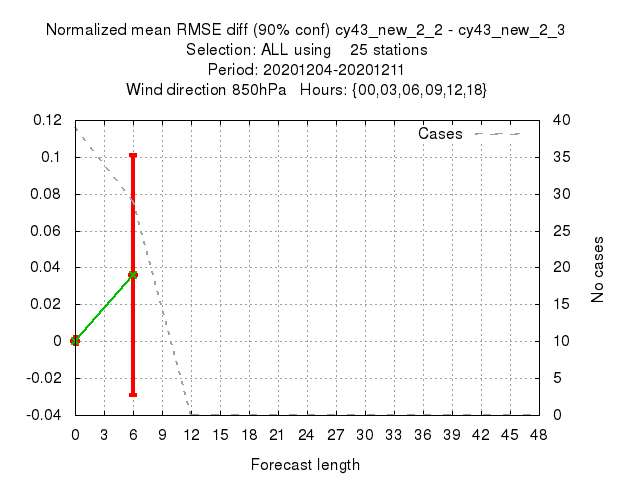 Normalized mean RMSE diff (90% conf) cy43_new_2_2 - cy43_new_2_3
Selection: ALL using    25 stations
Period: 20201204-20201211
Wind direction 850hPa   Hours: {00,03,06,09,12,18}
0.12
0.1
0.08
0.06
0.04
0.02
0
-0.02
-0.04
Cases
40
35
30
25
20
15
10
5
0
No cases
0 3 6 9 12 15 18 21 24 27 30 33 36 39 42 45 48
Forecast length